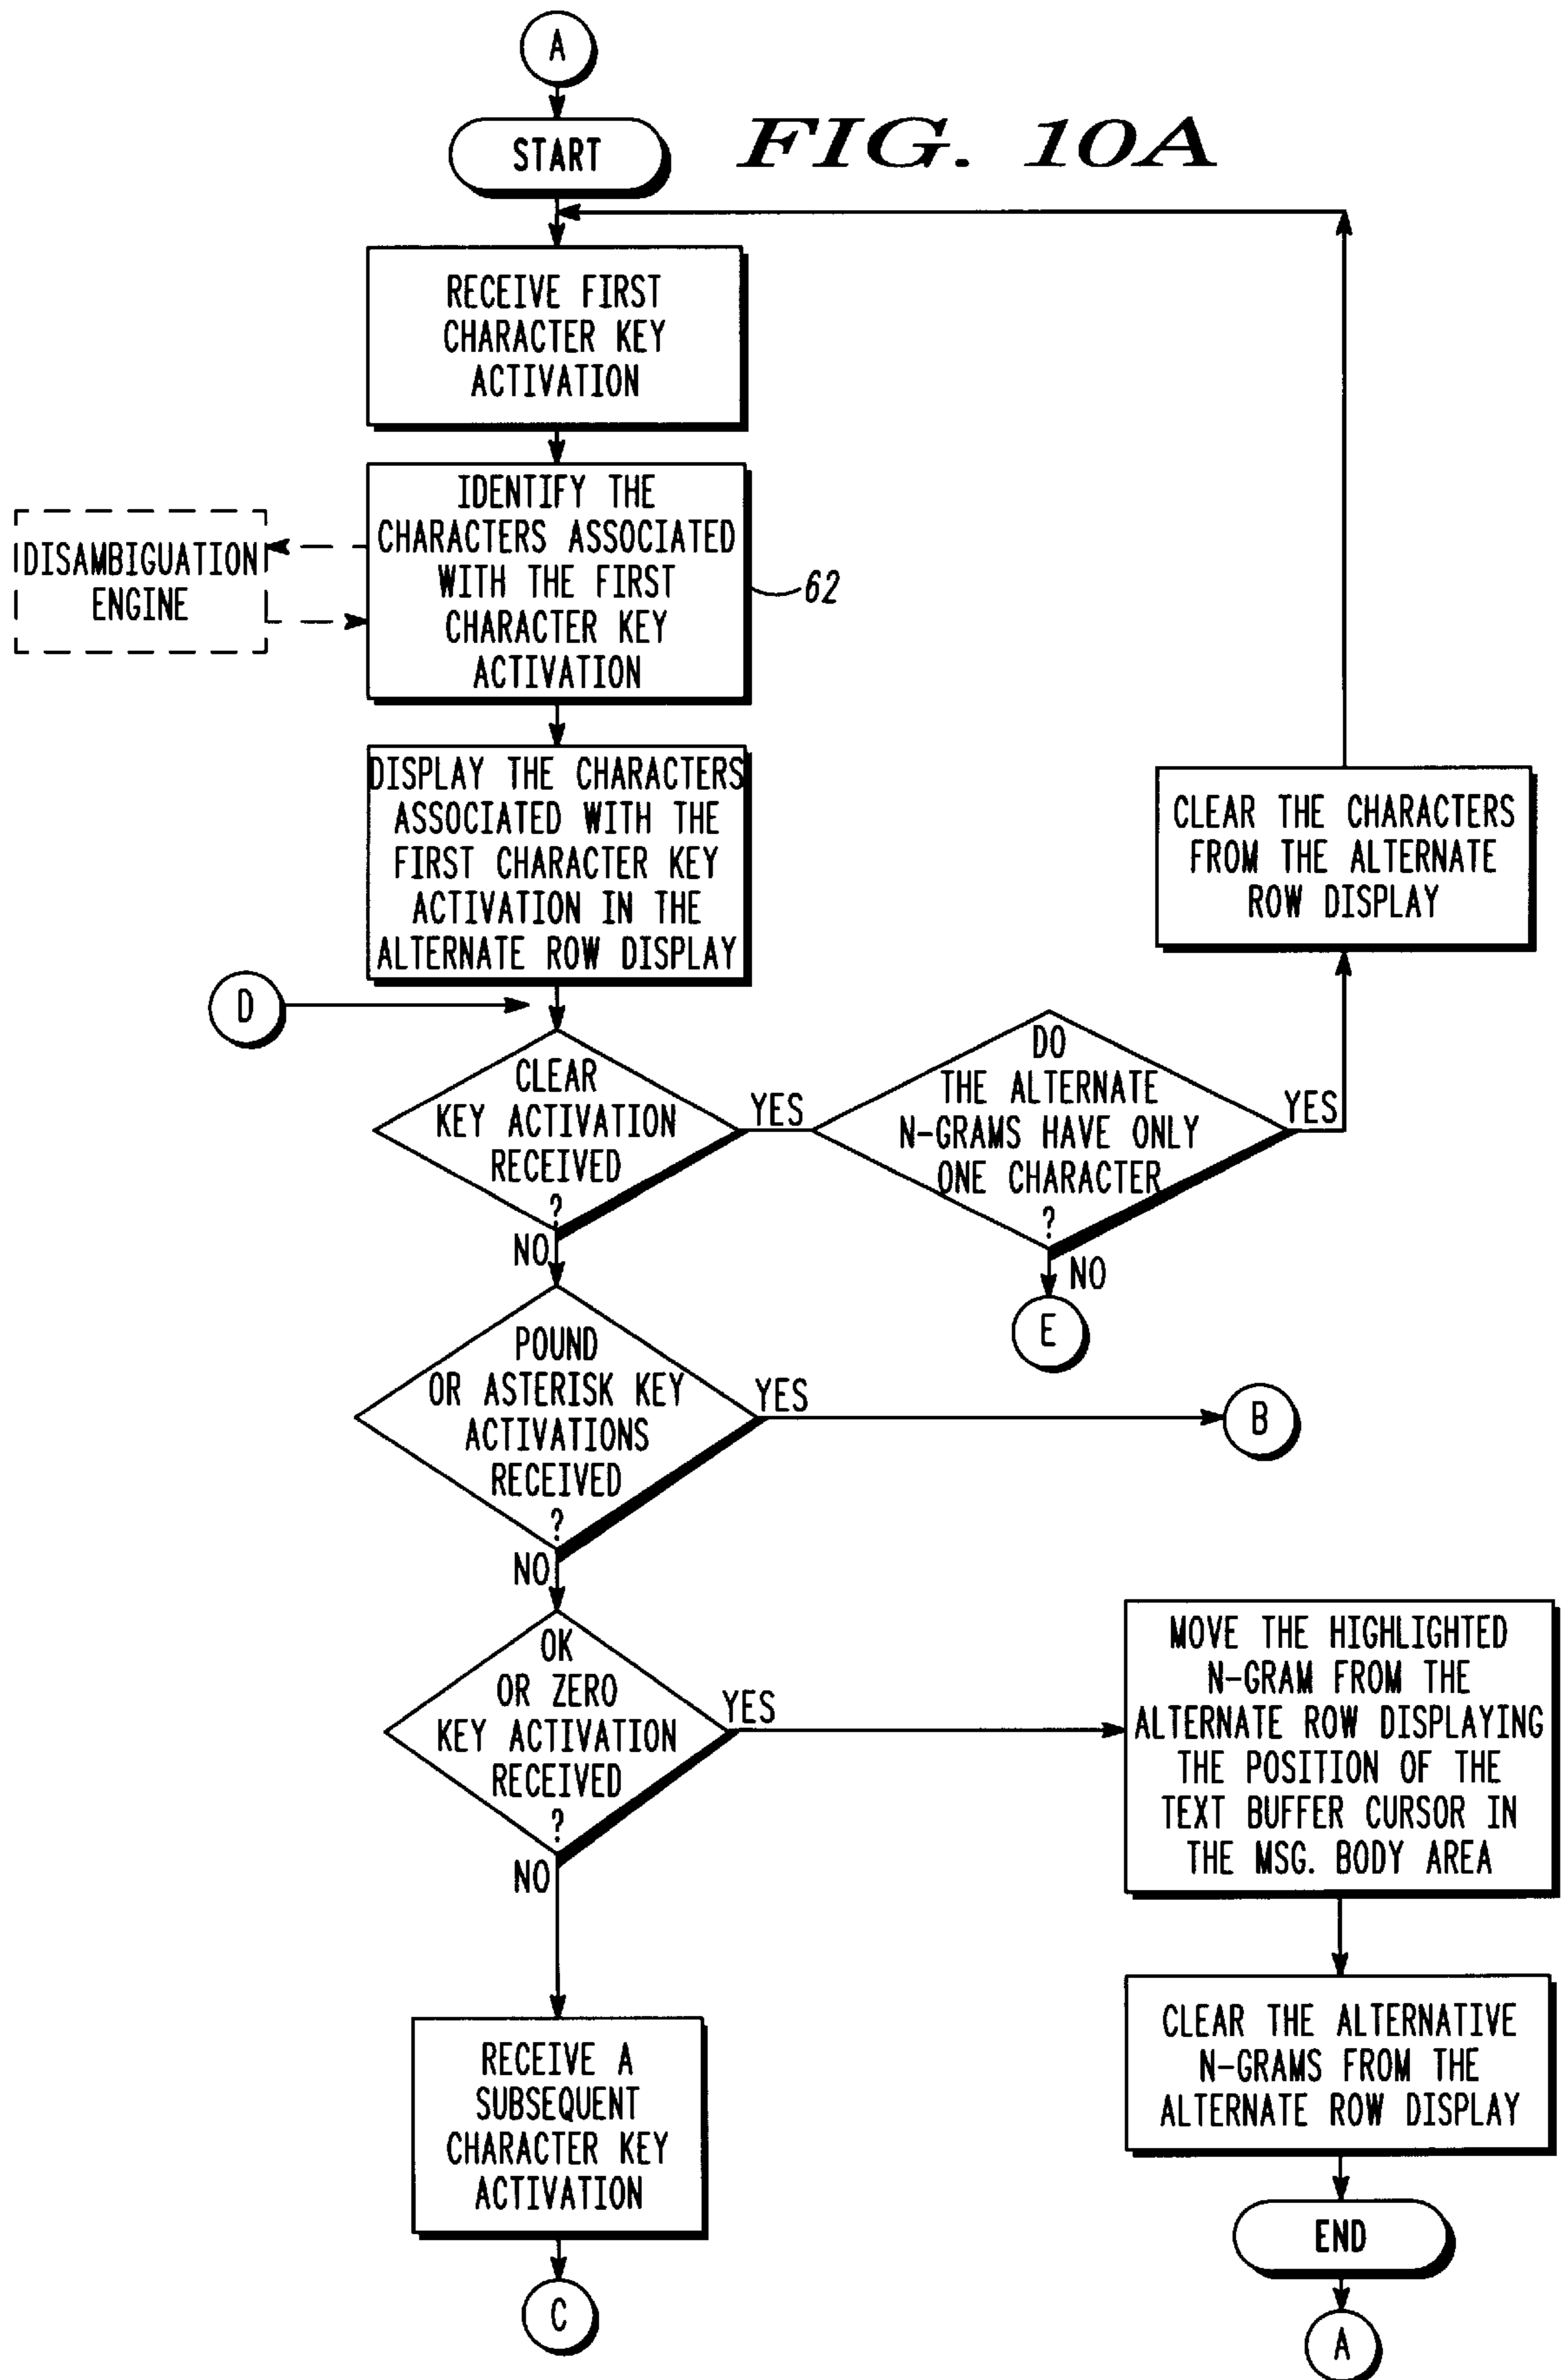 A
START
FIG. 10A
RECEIVE FIRST
CHARACTER KEY
ACTIVATION
IDENTIFY THE
CHARACTERS ASSOCIATED
WITH THE FIRST
CHARACTER KEY
ACTIVATION
62
DISAMBIGUATION
ENGINE
DISPLAY THE CHARACTERS
ASSOCIATED WITH THE
FIRST CHARACTER KEY
ACTIVATION IN THE
ALTERNATE ROW DISPLAY
CLEAR THE CHARACTERS
FROM THE ALTERNATE
ROW DISPLAY
D
CLEAR
KEY ACTIVATION
RECEIVED
?
YES
NO
DO
THE ALTERNATE
N-GRAMS HAVE ONLY
ONE CHARACTER
?
YES
NO
E
POUND
OR ASTERISK KEY
ACTIVATIONS
RECEIVED
?
YES
B
NO
OK
OR ZERO
KEY ACTIVATION
RECEIVED
?
YES
NO
MOVE THE HIGHLIGHTED
N-GRAM FROM THE
ALTERNATE ROW DISPLAYING
THE POSITION OF THE
TEXT BUFFER CURSOR IN
THE MSG. BODY AREA
RECEIVE A
SUBSEQUENT
CHARACTER KEY
ACTIVATION
C
CLEAR THE ALTERNATIVE
N-GRAMS FROM THE
ALTERNATE ROW DISPLAY
END
A